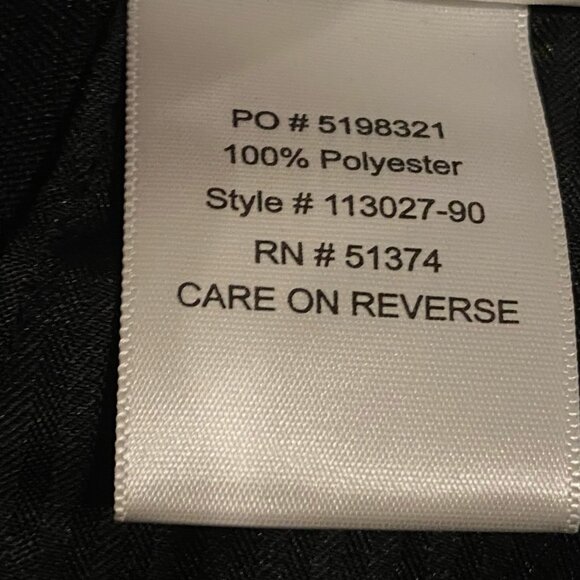 PO # 5198321
100% Polyester
Style # 113027-90
RN # 51374
CARE ON REVERSE